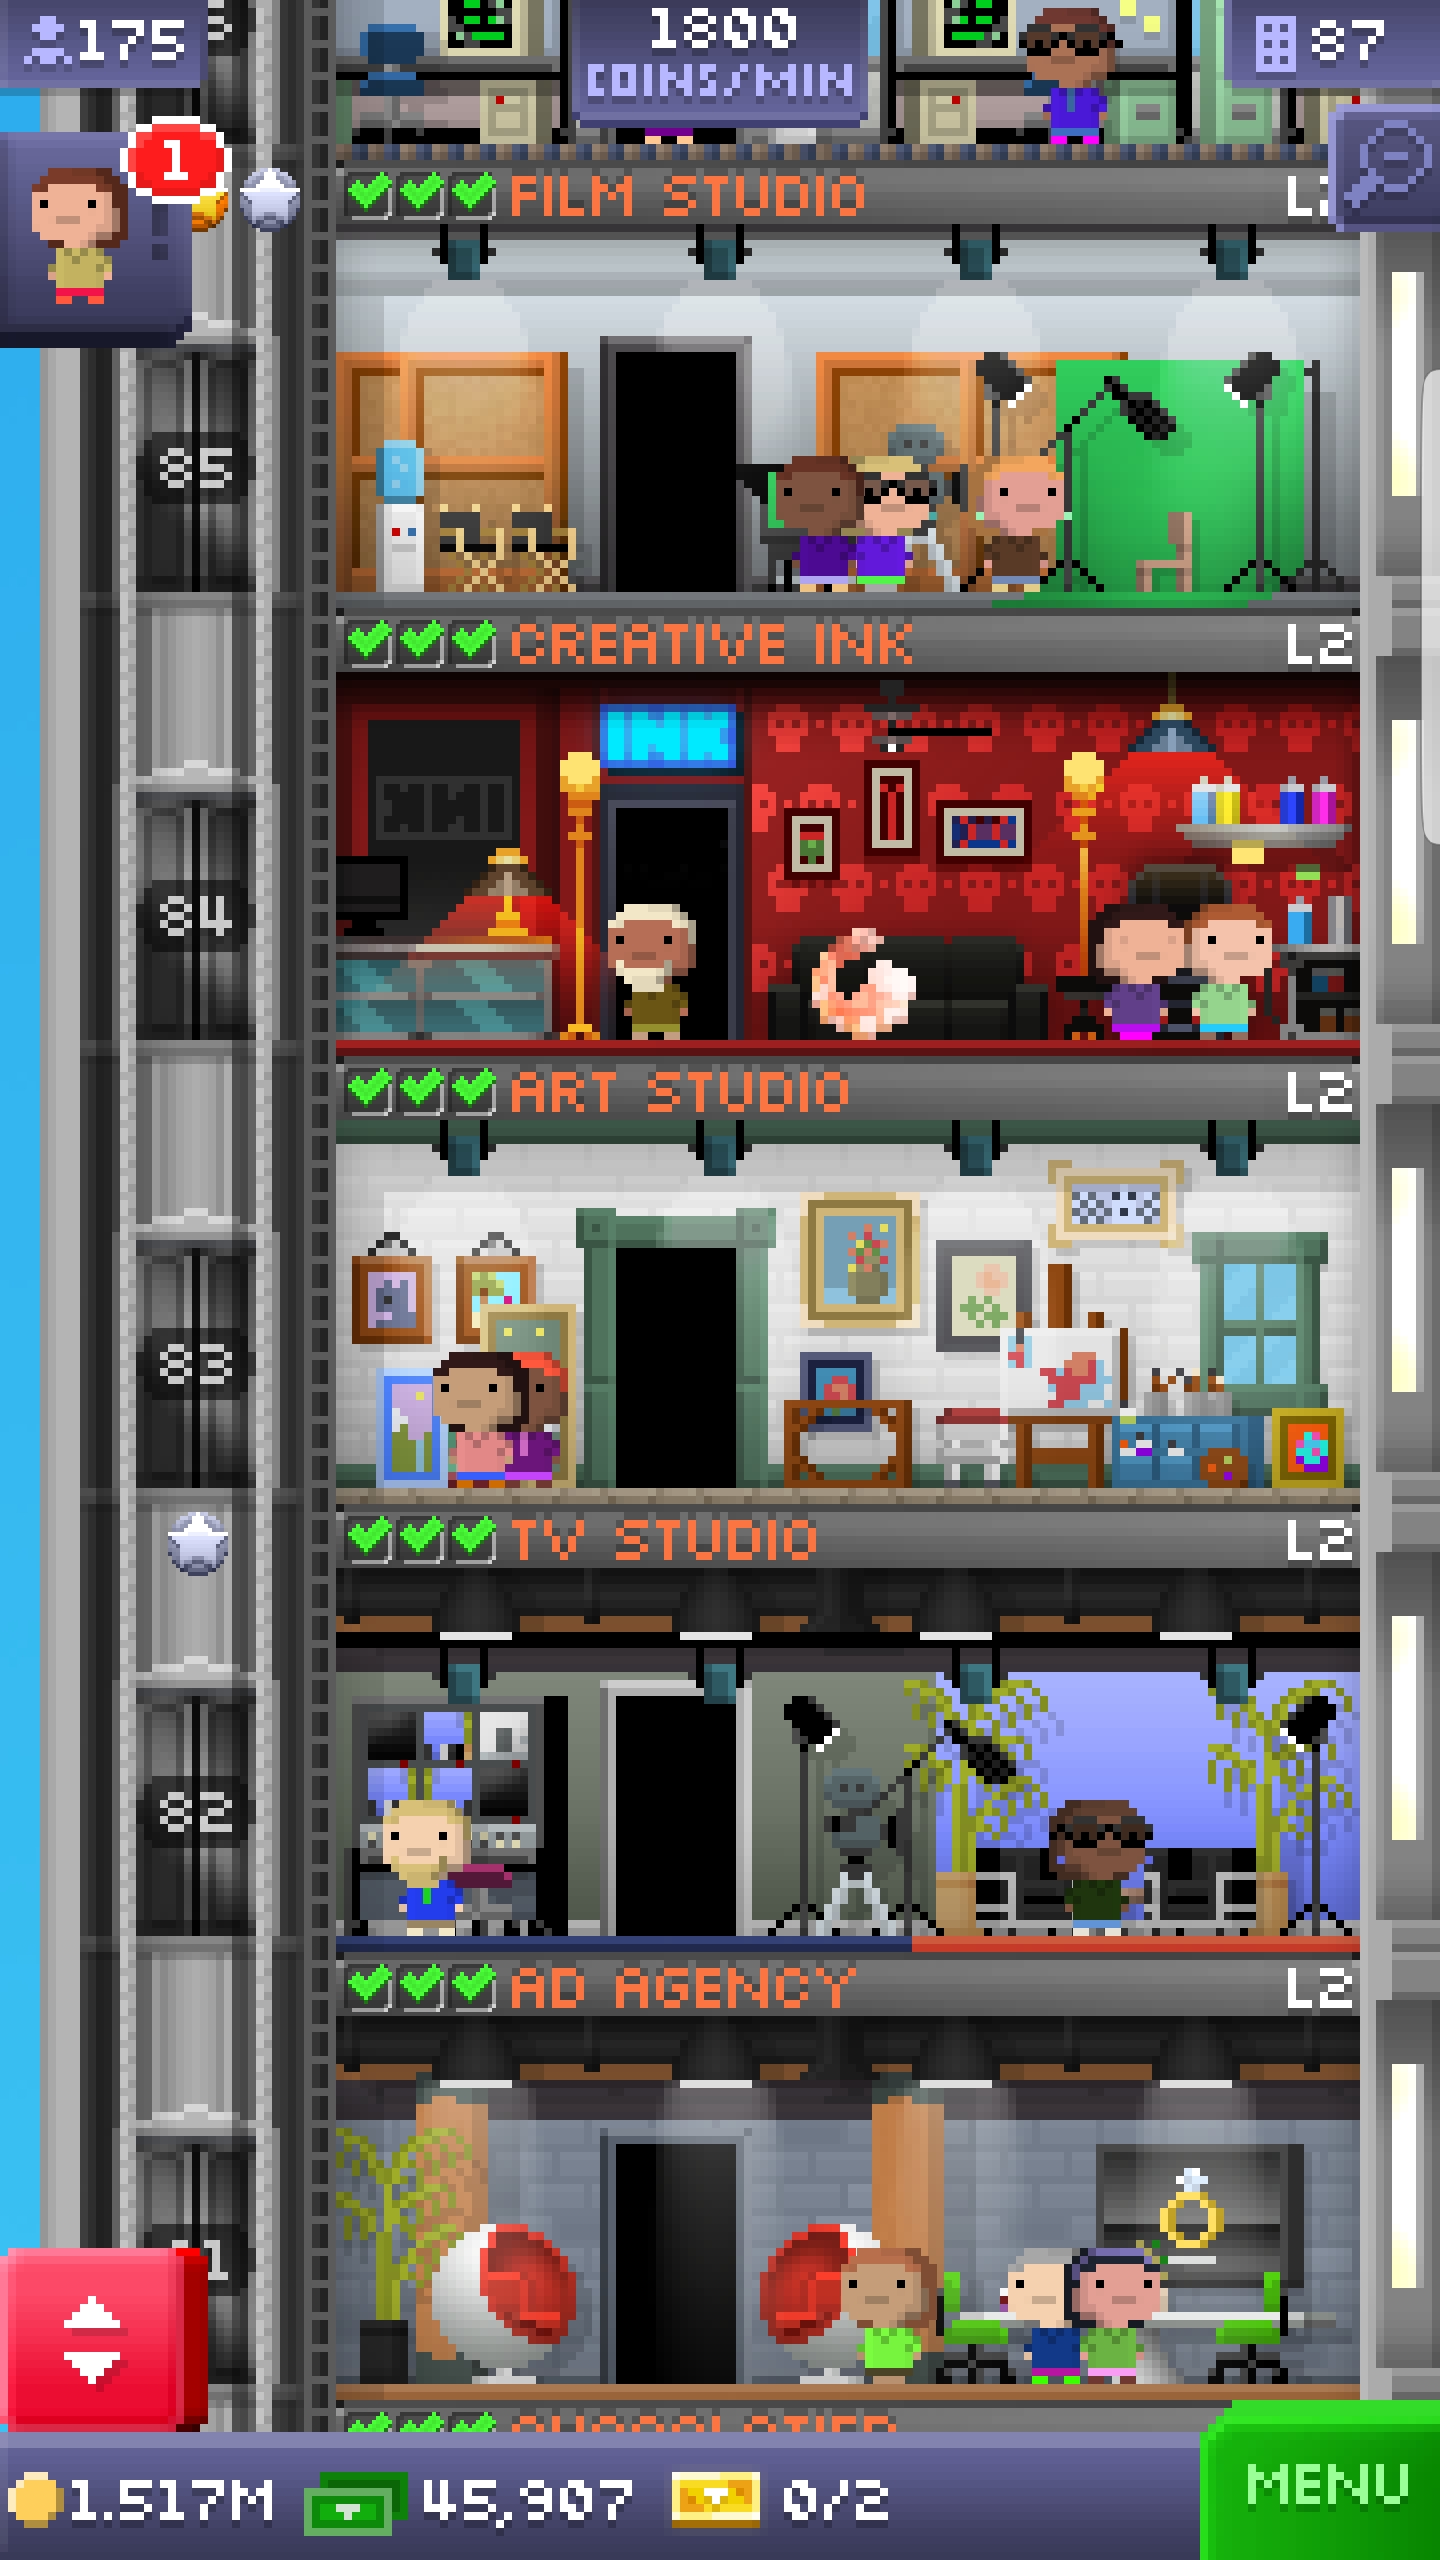 175
1800
COINS/MIN
87
1
FILM STUDIO
85
CREATIVE INK L2
INK
84
ART STUDIO L2
83
TV STUDIO L2
82
AD AGENCY L2
1.517M 45,907 0/2
MENU